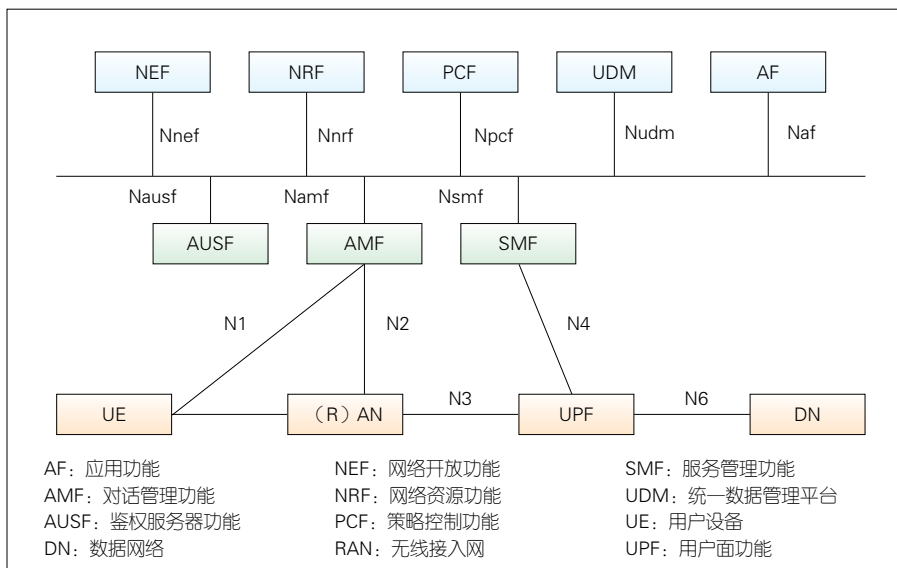 NEF NRF PCF UDM AF
Nnef Nnrf Npcf Nudm Naf
Nausf Namf Nsmf
AUSF AMF SMF
N1 N2 N4
UE （R）AN N3 UPF N6 DN
AF：应用功能 NEF：网络开放功能 SMF：服务管理功能
AMF：对话管理功能 NRF：网络资源功能 UDM：统一数据管理平台
AUSF：鉴权服务器功能 PCF：策略控制功能 UE：用户设备
DN：数据网络 RAN：无线接入网 UPF：用户面功能